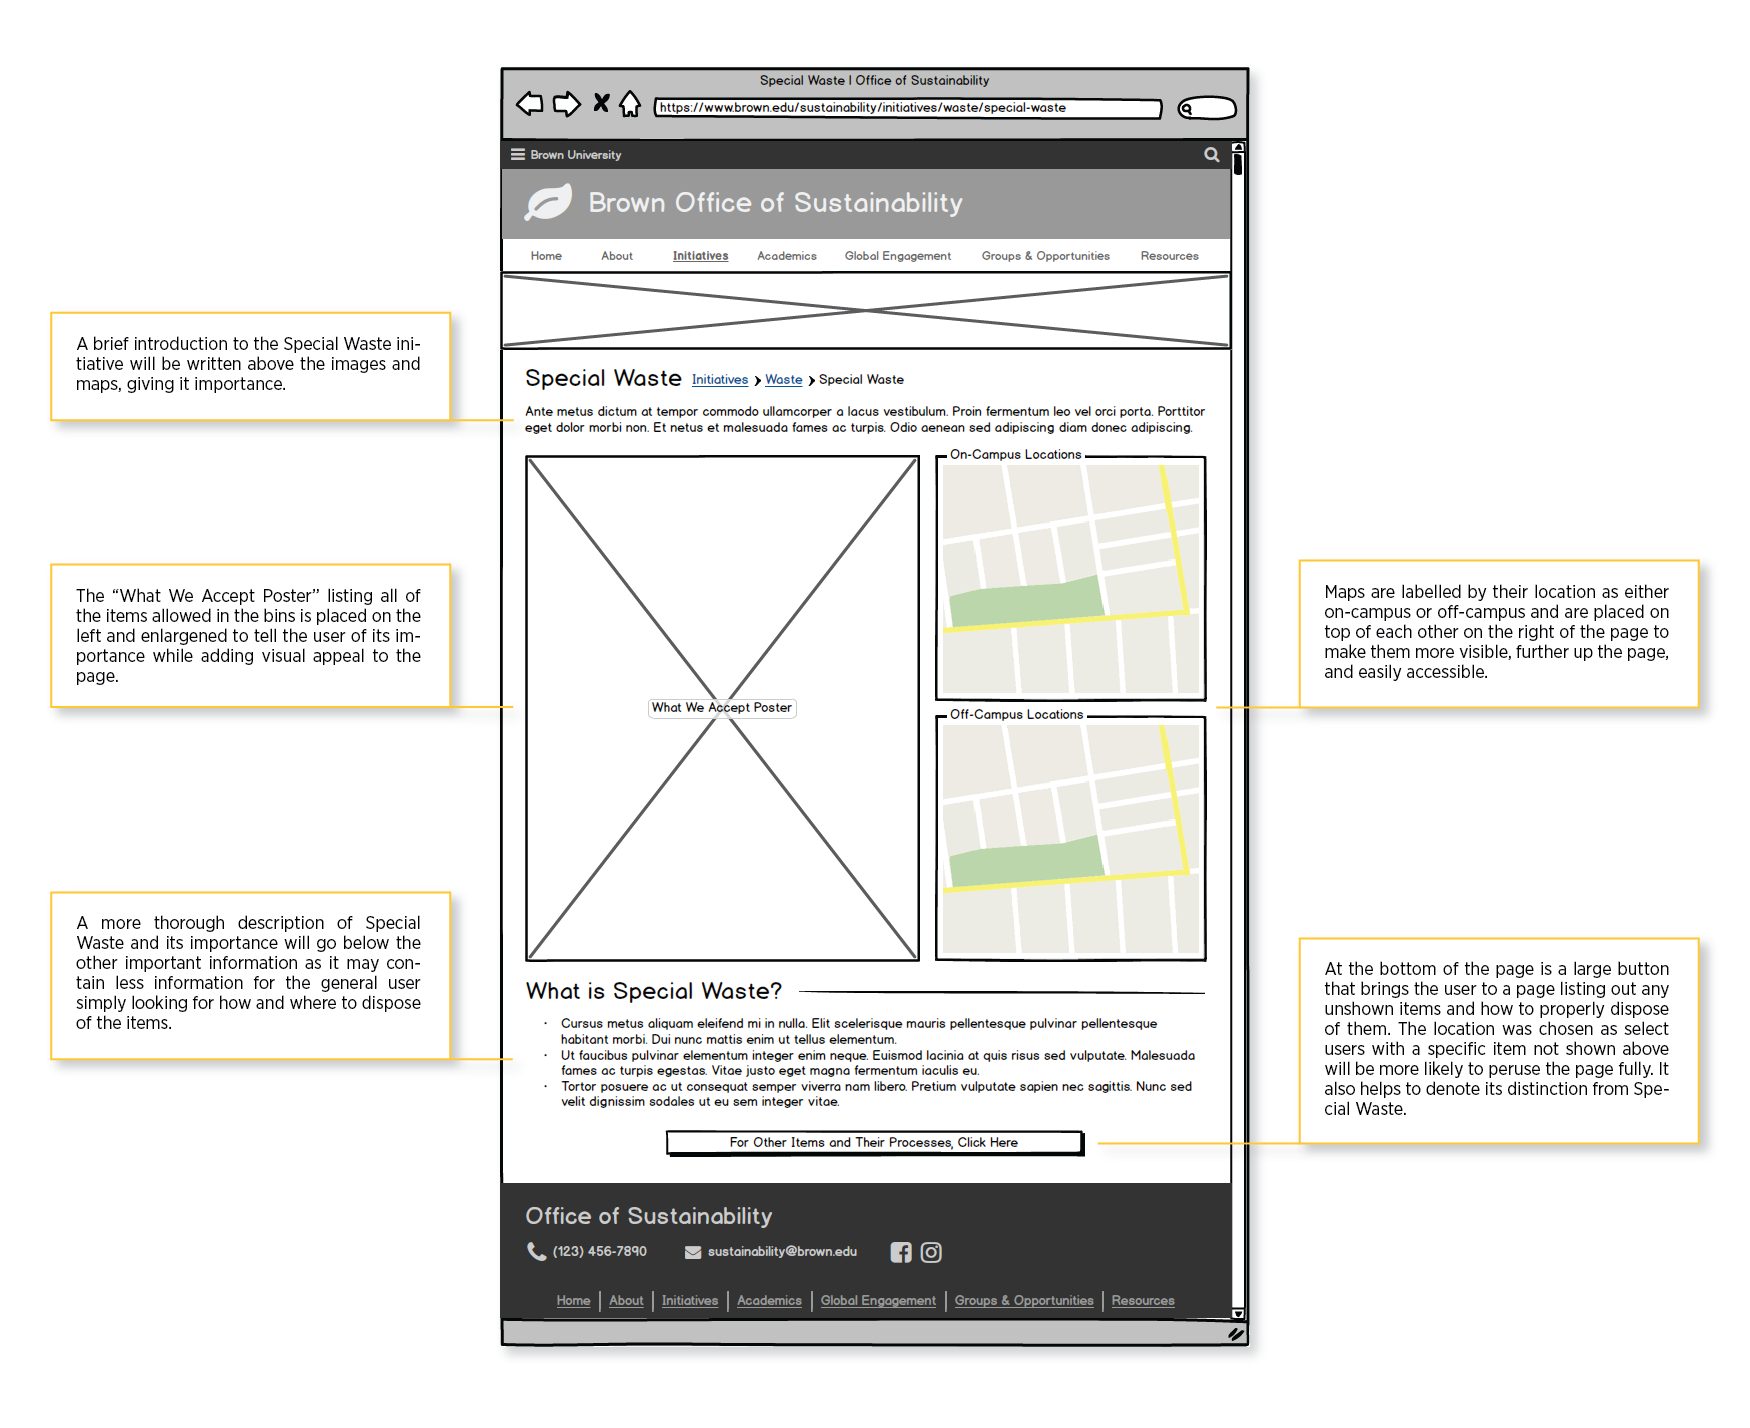 Special Waste | Office of Sustainability
https://www.brown.edu/sustainability/initiatives/waste/special-waste
Brown University
Brown Office of Sustainability
Home About Initiatives Academics Global Engagement Groups & Opportunities Resources
Special Waste Initiatives Waste Special Waste
Ante metus dictum at tempor commodo ullamcorper a lacus vestibulum. Proin fermentum leo vel orci porta. Porttitor
eget dolor morbi non. Et netus et malesuada fames ac turpis. Odio aenean sed adipiscing diam donec adipiscing.
What We Accept Poster
On-Campus Locations
Off-Campus Locations
What is Special Waste?
· Cursus metus aliquam eleifend mi in nulla. Elit scelerisque mauris pellentesque pulvinar pellentesque
habitant morbi. Dui nunc mattis enim ut tellus elementum.
· Ut faucibus pulvinar elementum integer enim neque. Euismod lacinia at quis risus sed vulputate. Malesuada
fames ac turpis egestas. Vitae justo eget magna fermentum iaculis eu.
· Tortor posuere ac ut consequat semper viverra nam libero. Pretium vulputate sapien nec sagittis. Nunc sed
velit dignissim sodales ut eu sem integer vitae.
For Other Items and Their Processes, Click Here
Office of Sustainability
(123) 456-7890 sustainability@brown.edu
Home | About | Initiatives | Academics | Global Engagement | Groups & Opportunities | Resources
A brief introduction to the Special Waste ini-
tiative will be written above the images and
maps, giving it importance.
The “What We Accept Poster” listing all of
the items allowed in the bins is placed on the
left and enlargened to tell the user of its im-
portance while adding visual appeal to the
page.
A more thorough description of Special
Waste and its importance will go below the
other important information as it may con-
tain less information for the general user
simply looking for how and where to dispose
of the items.
Maps are labelled by their location as either
on-campus or off-campus and are placed on
top of each other on the right of the page to
make them more visible, further up the page,
and easily accessible.
At the bottom of the page is a large button
that brings the user to a page listing out any
unshown items and how to properly dispose
of them. The location was chosen as select
users with a specific item not shown above
will be more likely to peruse the page fully. It
also helps to denote its distinction from Spe-
cial Waste.